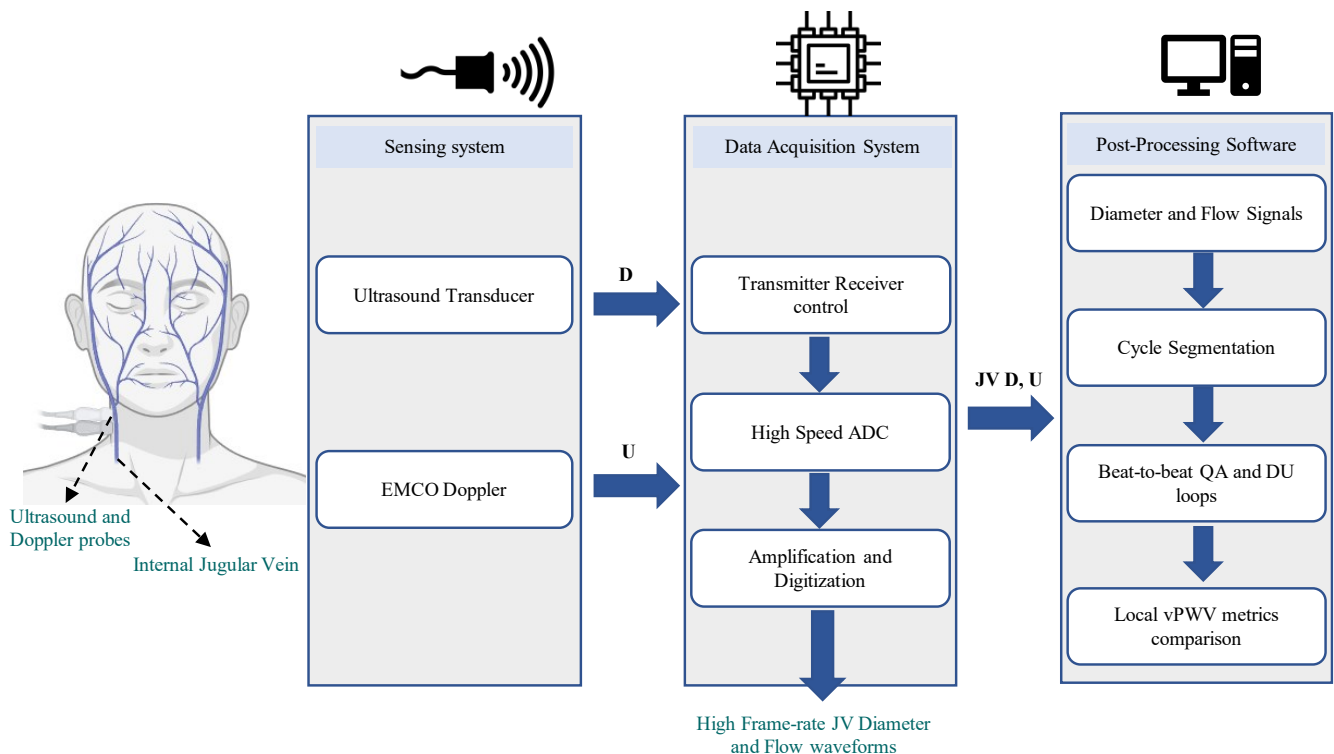 Sensing system
Data Acquisition System
Post-Processing Software
Ultrasound Transducer
EMCO Doppler
D
U
Transmitter Receiver
control
High Speed ADC
Amplification and
Digitization
JV D, U
Diameter and Flow Signals
Cycle Segmentation
Beat-to-beat QA and DU
loops
Local vPWV metrics
comparison
Ultrasound and
Doppler probes
Internal Jugular Vein
High Frame-rate JV Diameter
and Flow waveforms